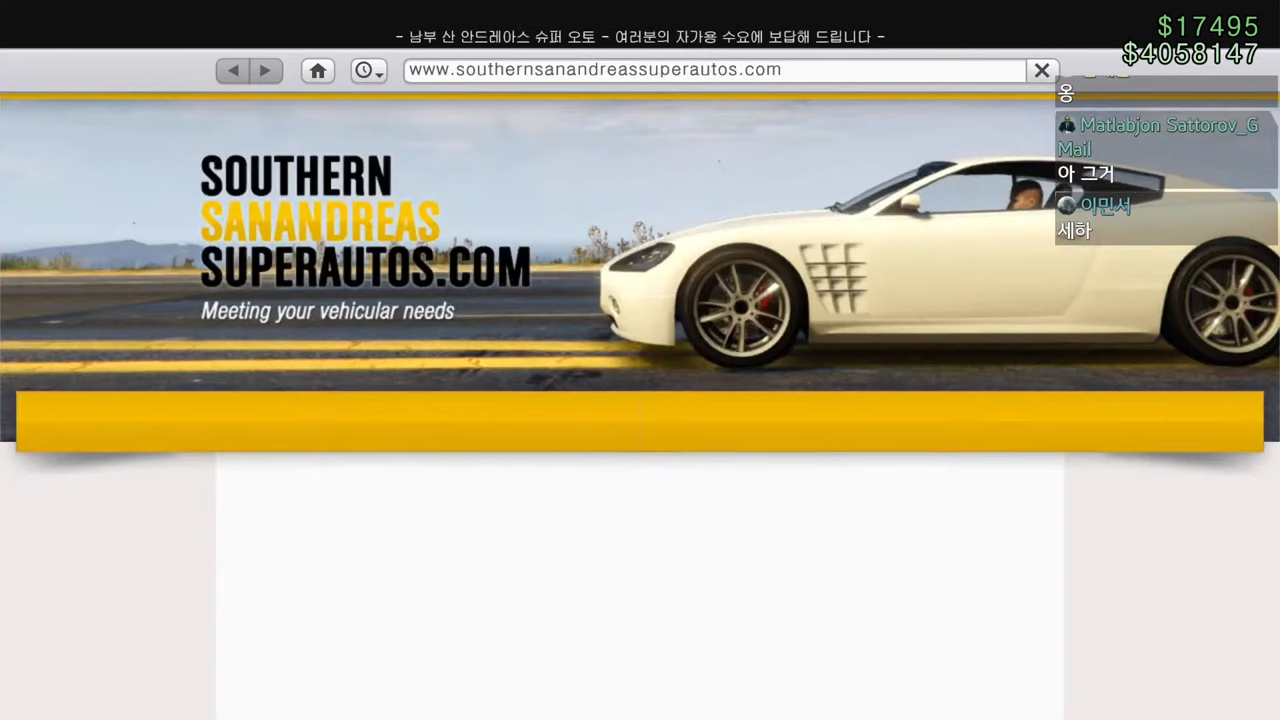 - 남부 산 안드레아스 슈퍼 오토 - 여러분의 자가용 수요에 보답해 드립니다 -
$17495
$4058147
www.southernsanandreassuperautos.com
옹
Matlabjon Sattorov_G
Mail
아 그거
이민서
세하
SOUTHERN
SANANDREAS
SUPERAUTOS.COM
Meeting your vehicular needs